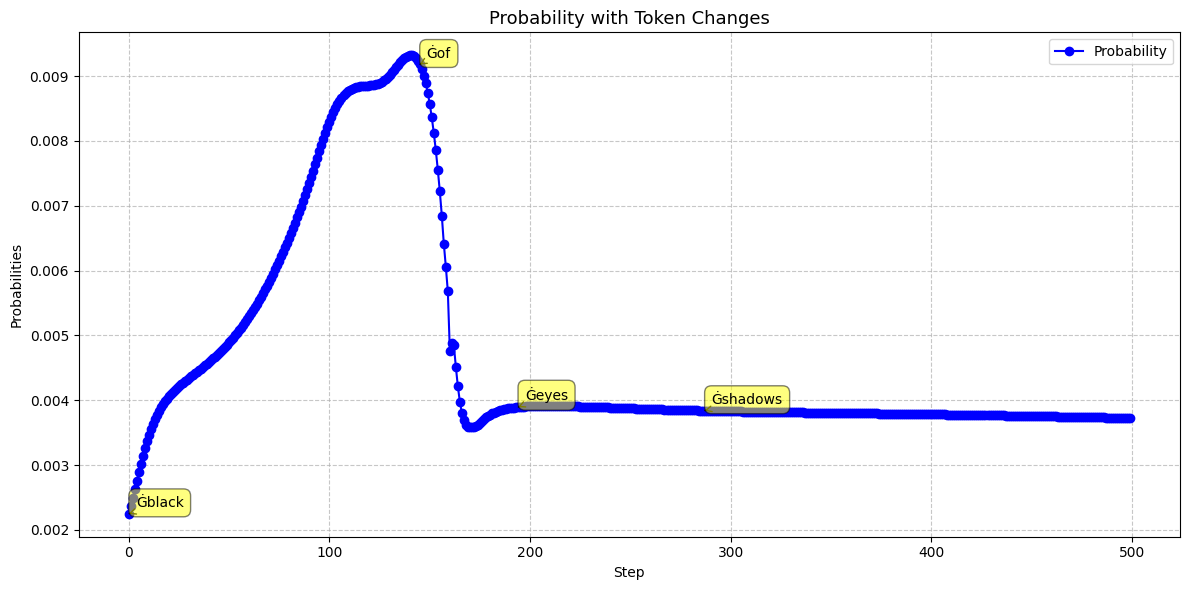 Probability with Token Changes
Probability
Ġof
Ġeyes
Ġshadows
Ġblack
Probabilities
0.009
0.008
0.007
0.006
0.005
0.004
0.003
0.002
0 100 200 300 400 500
Step